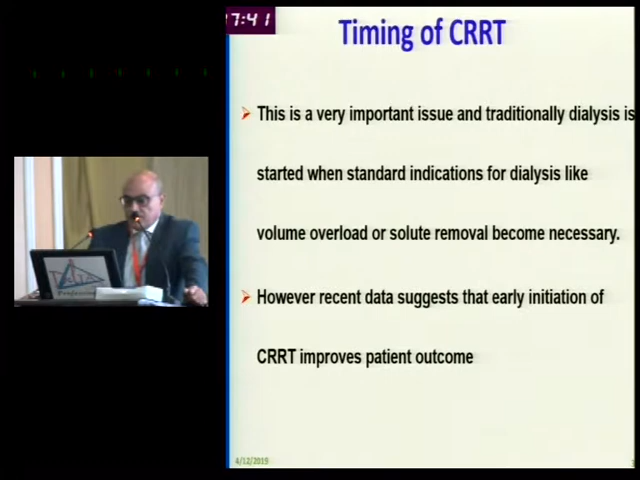 7:41
Timing of CRRT
This is a very important issue and traditionally dialysis is
started when standard indications for dialysis like
volume overload or solute removal become necessary.
However recent data suggests that early initiation of
CRRT improves patient outcome
4/12/2019